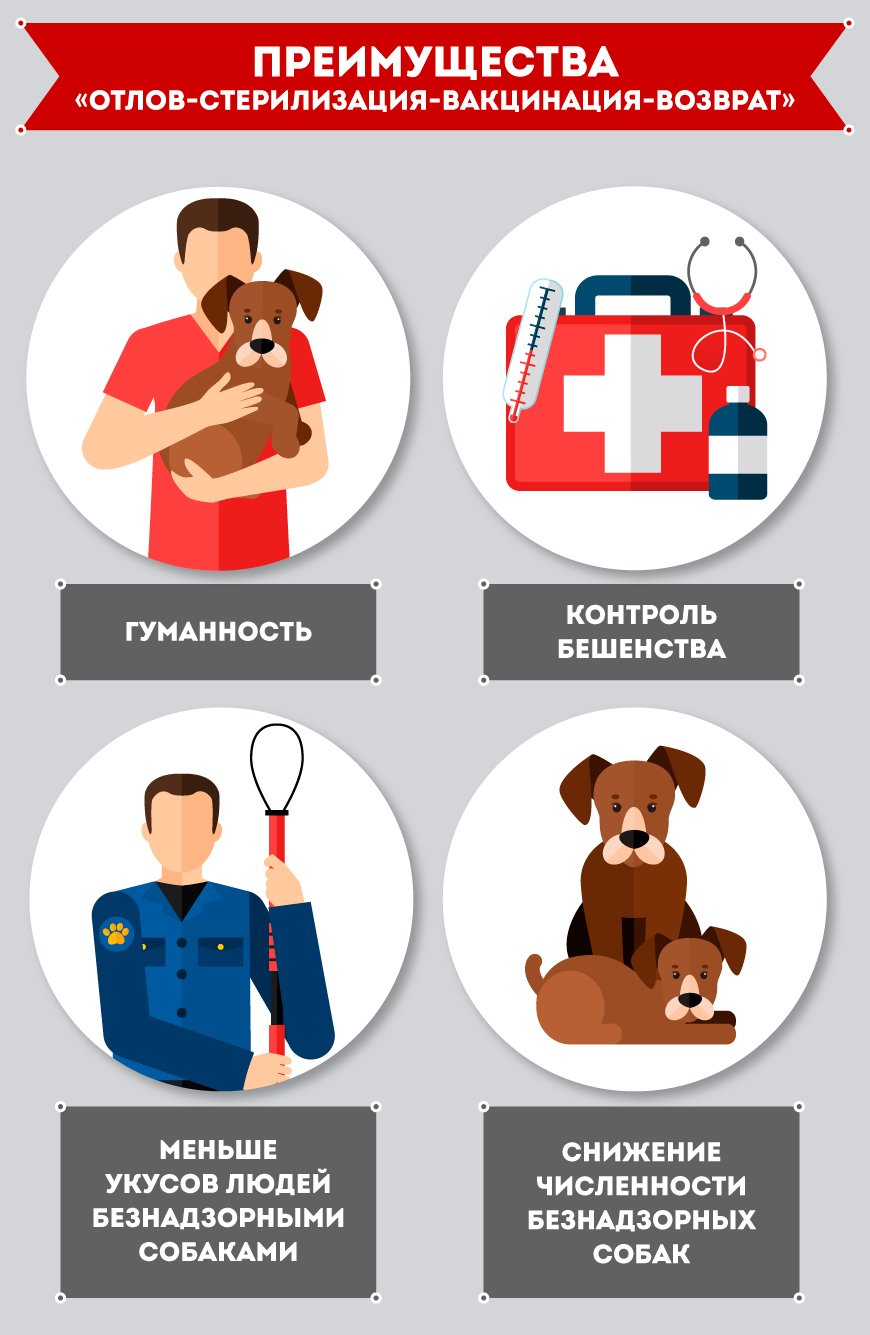 ПРЕИМУЩЕСТВА
«ОТЛОВ-СТЕРИЛИЗАЦИЯ-ВАКЦИНАЦИЯ-ВОЗВРАТ»
ГУМАННОСТЬ
КОНТРОЛЬ
БЕШЕНСТВА
МЕНЬШЕ
УКУСОВ ЛЮДЕЙ
БЕЗНАДЗОРНЫМИ
СОБАКАМИ
СНИЖЕНИЕ
ЧИСЛЕННОСТИ
БЕЗНАДЗОРНЫХ
СОБАК